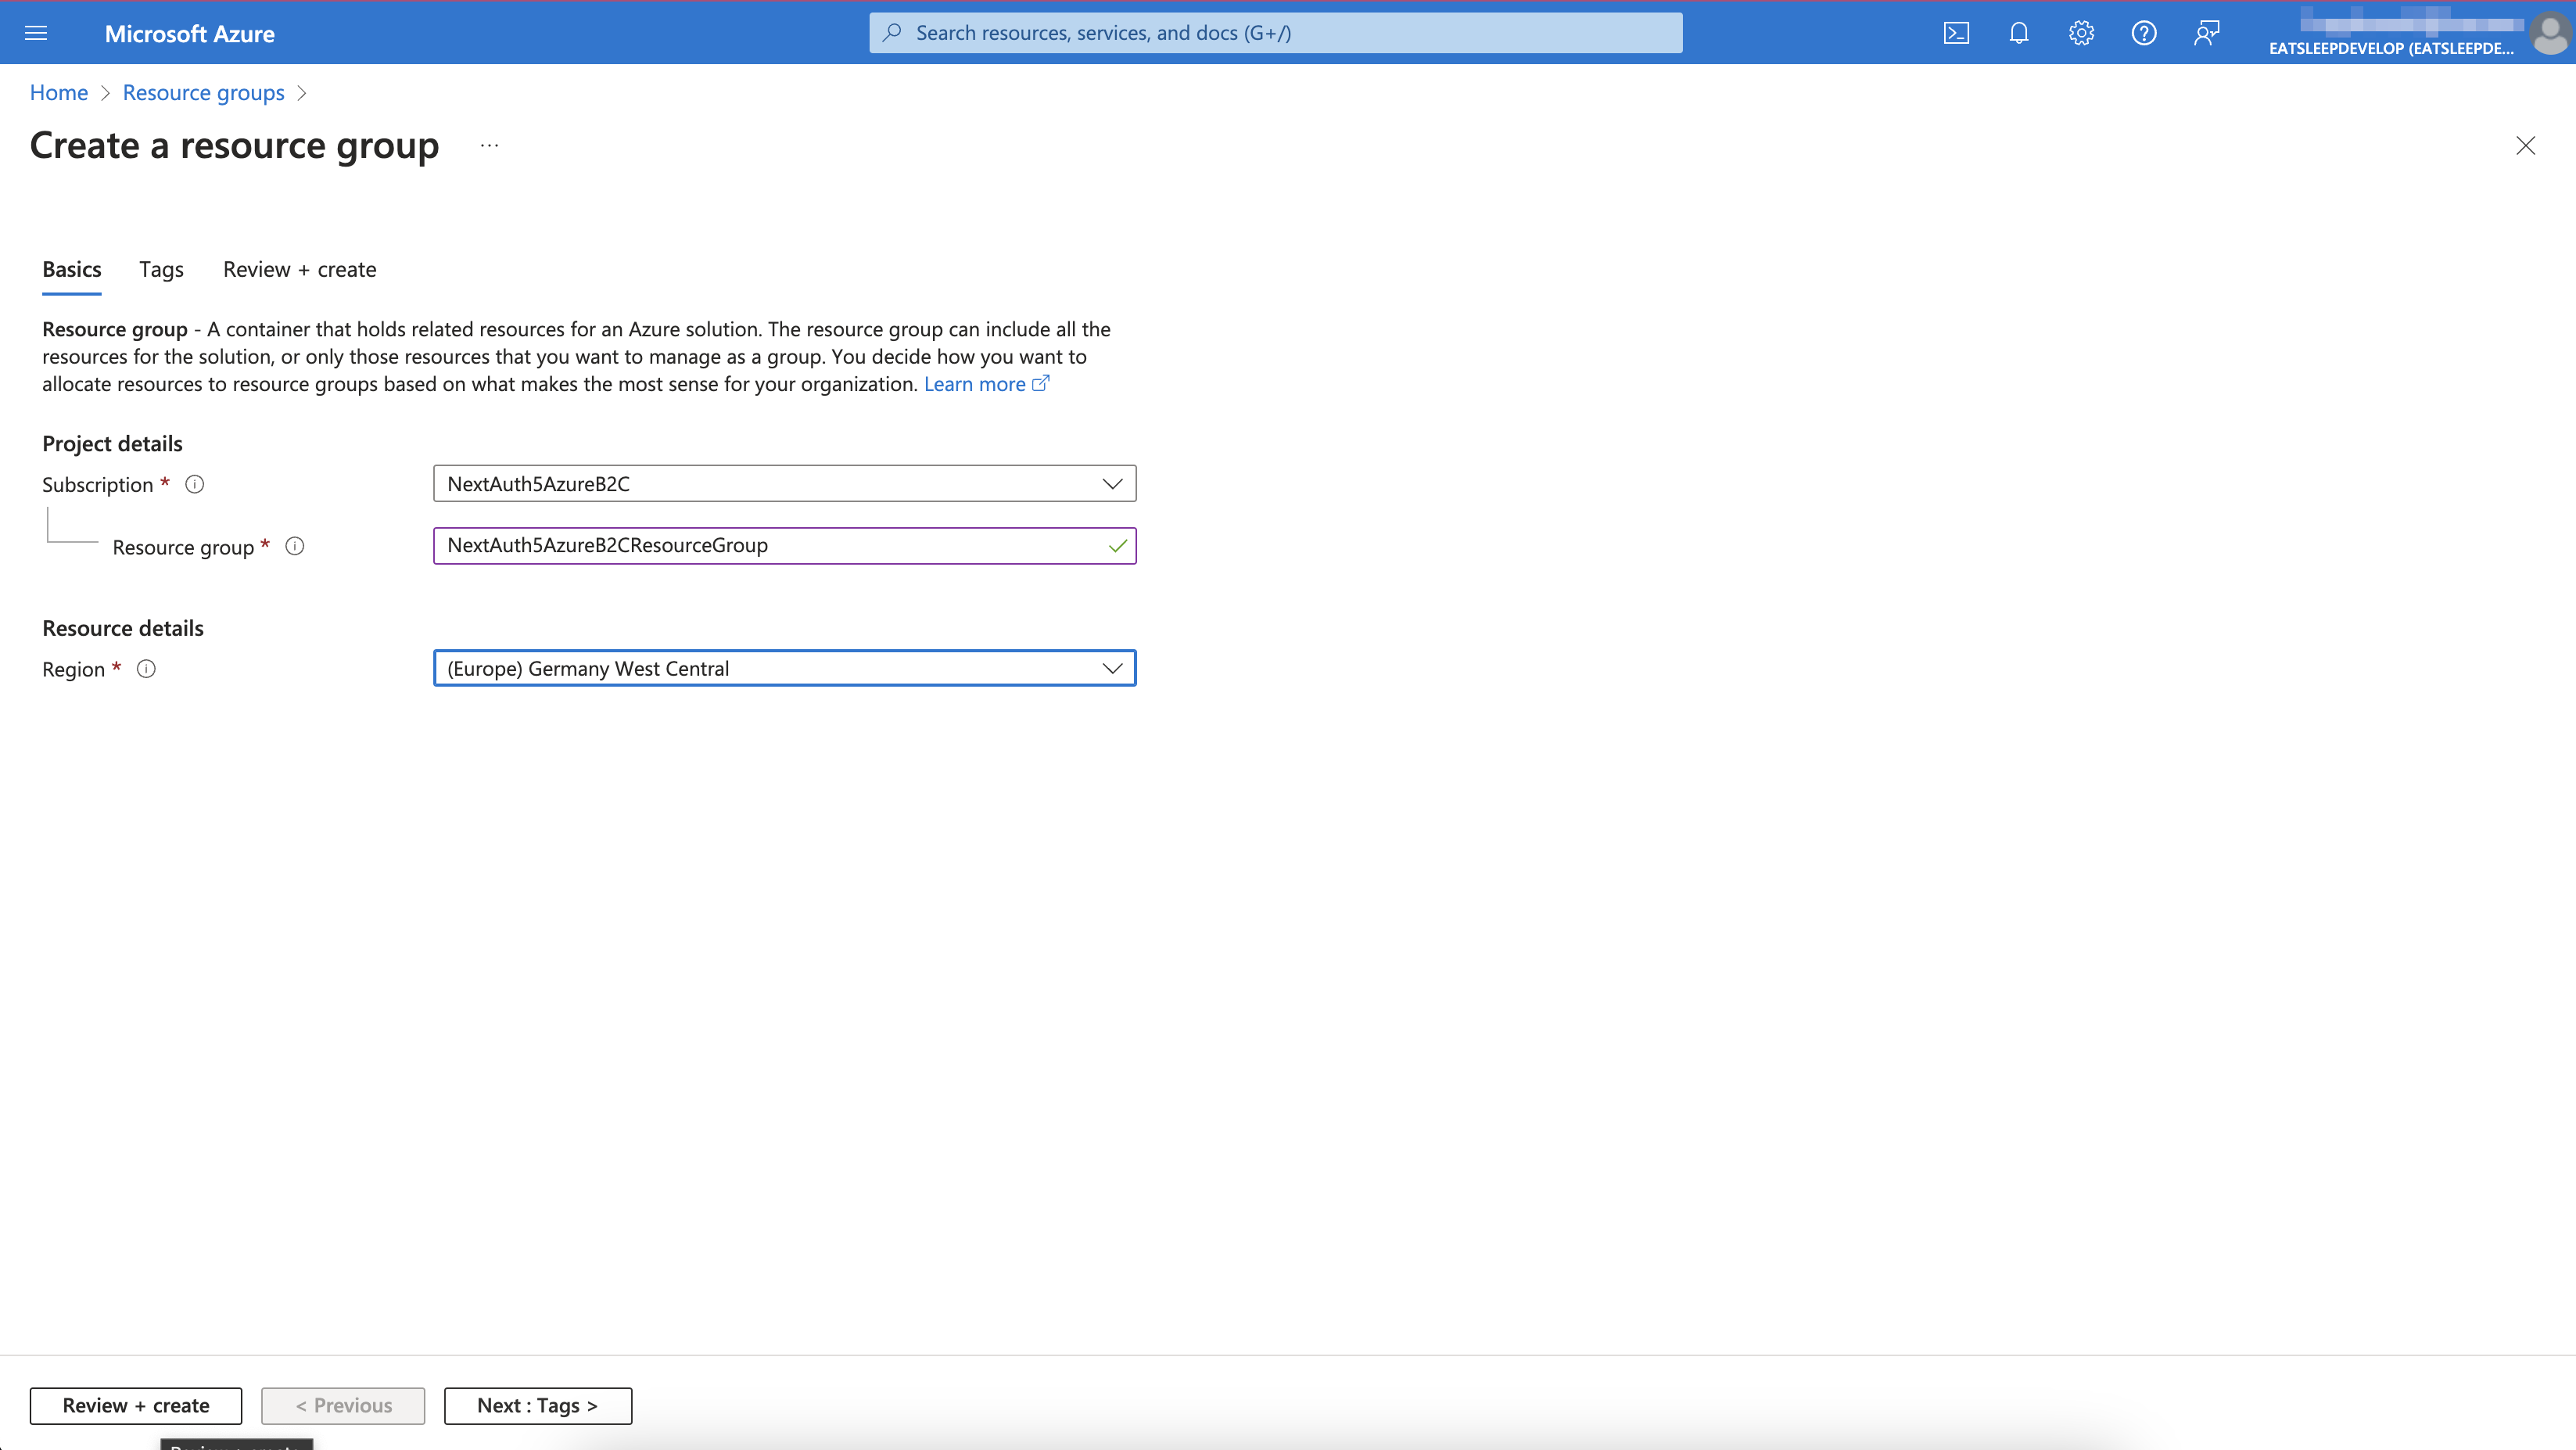 Microsoft Azure
Search resources, services, and docs (G+/)
EATSLEEPDEVELOP (EATSLEEPDE...
Home > Resource groups >
Create a resource group ...
Basics Tags Review + create
Resource group - A container that holds related resources for an Azure solution. The resource group can include all the
resources for the solution, or only those resources that you want to manage as a group. You decide how you want to
allocate resources to resource groups based on what makes the most sense for your organization. Learn more
Project details
Subscription * NextAuth5AzureB2C
Resource group * NextAuth5AzureB2CResourceGroup
Resource details
Region * (Europe) Germany West Central
Review + create < Previous Next : Tags >